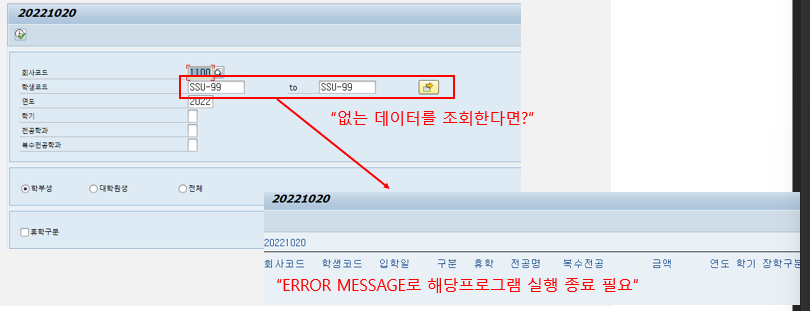 20221020
회사코드 1100
학생코드 SSU-99 to SSU-99
연도 2022
학기
전공학과
복수전공학과
"없는 데이터를 조회한다면?"
학부생 대학원생 전체
휴학구분
20221020
20221020
회사코드 학생코드 입학일 구분 휴학 전공명 복수전공 금액 연도 학기 장학구분
"ERROR MESSAGE로 해당프로그램 실행 종료 필요"